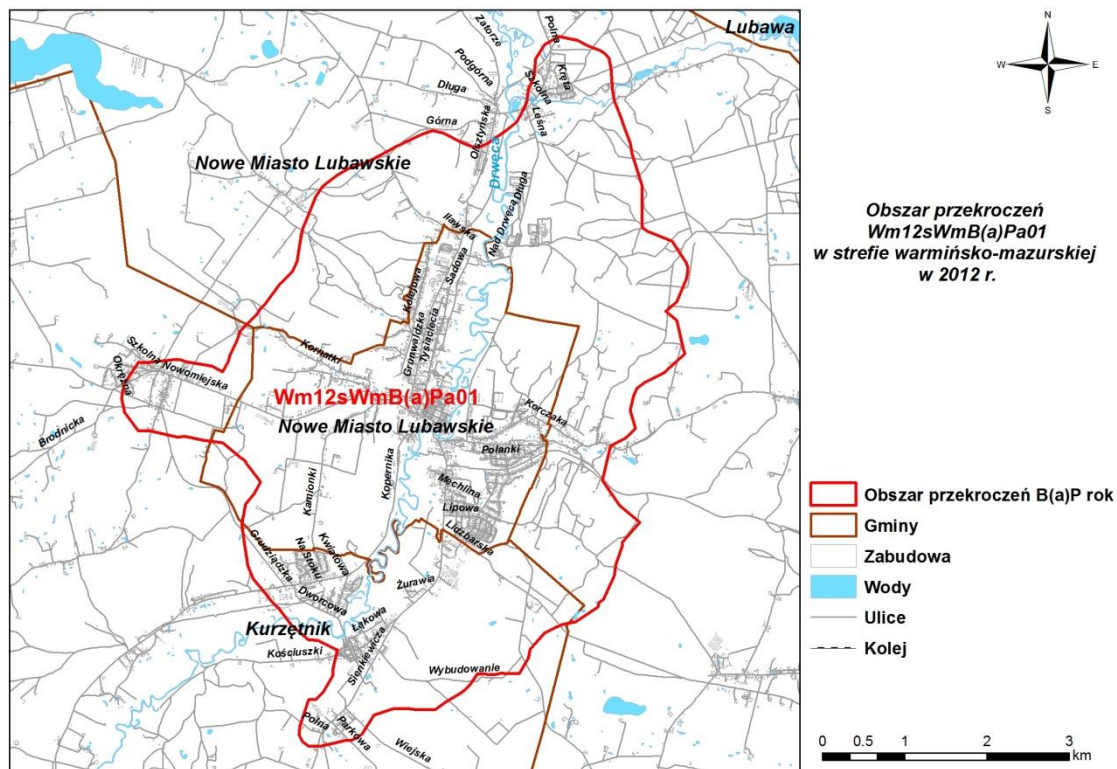 Lubawa
N
W
E
S
Zatorze
Polna
Podgórna
Długa
Szkolna
Kręta
Leśna
Górna
Olsztyńska
Drwęca
Nowe Miasto Lubawskie
Długa
Nad Drwęcą
Iławska
Sadowa
Kolejowa
Grunwaldzka
Tysiąclecia
Kornatki
Szkolna
Nowomiejska
Okrężna
Brodnicka
Wm12sWmB(a)Pa01
Nowe Miasto Lubawskie
Korczaka
Polanki
Kopernika
Mechlina
Kamionki
Lipowa
Lidzbarska
Grudziądzka
Na Stoku
Kwiatowa
Żurawia
Dworcowa
Łąkowa
Kurzętnik
Kościuszki
Sienkiewicza
Wybudowanie
Polna
Parkowa
Wiejska
Obszar przekroczeń
Wm12sWmB(a)Pa01
w strefie warmińsko-mazurskiej
w 2012 r.
Obszar przekroczeń B(a)P rok
Gminy
Zabudowa
Wody
Ulice
Kolej
0 0.5 1 2 3
km